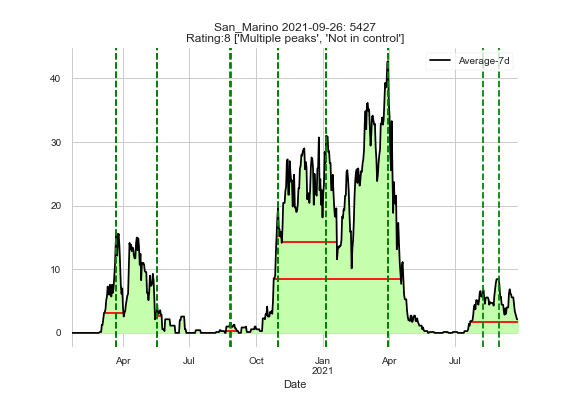 San_Marino 2021-09-26: 5427
Rating:8 ['Multiple peaks', 'Not in control']
Average-7d
40
30
20
10
0
Apr Jul Oct Jan Apr Jul
2021
Date